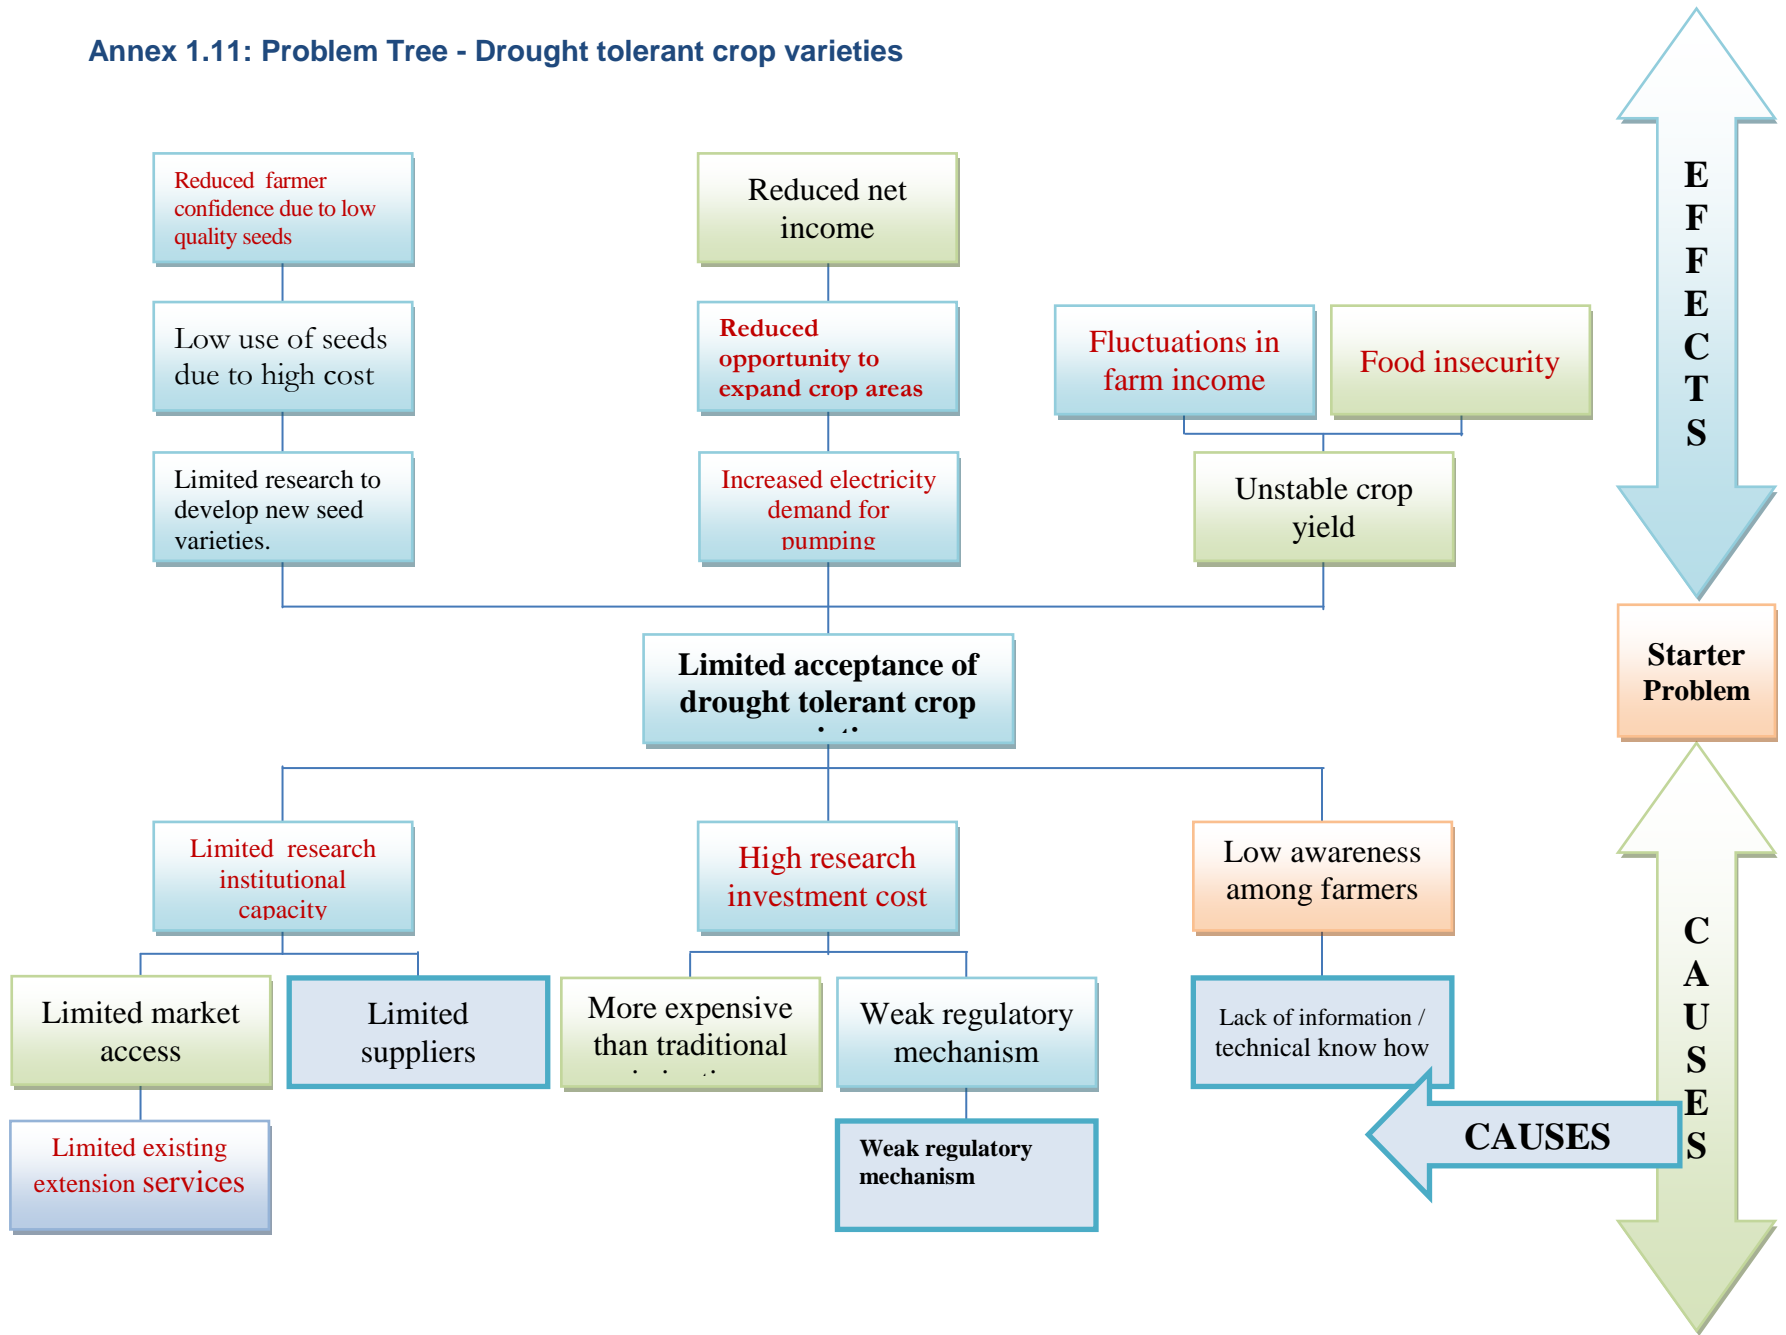 Annex 1.11: Problem Tree - Drought tolerant crop varieties
Reduced farmer
confidence due to low
quality seeds
Reduced net
income
Low use of seeds
due to high cost
Reduced
opportunity to
expand crop areas
Fluctuations in
farm income
Food insecurity
Limited research to
develop new seed
varieties.
Increased electricity
demand for
pumping
Unstable crop
yield
E
F
F
E
C
T
S
Limited acceptance of
drought tolerant crop
Starter
Problem
Limited research
institutional
capacity
High research
investment cost
Low awareness
among farmers
Limited market
access
Limited
suppliers
More expensive
than traditional
Weak regulatory
mechanism
Lack of information /
technical know how
Limited existing
extension services
Weak regulatory
mechanism
CAUSES
C
A
U
S
E
S